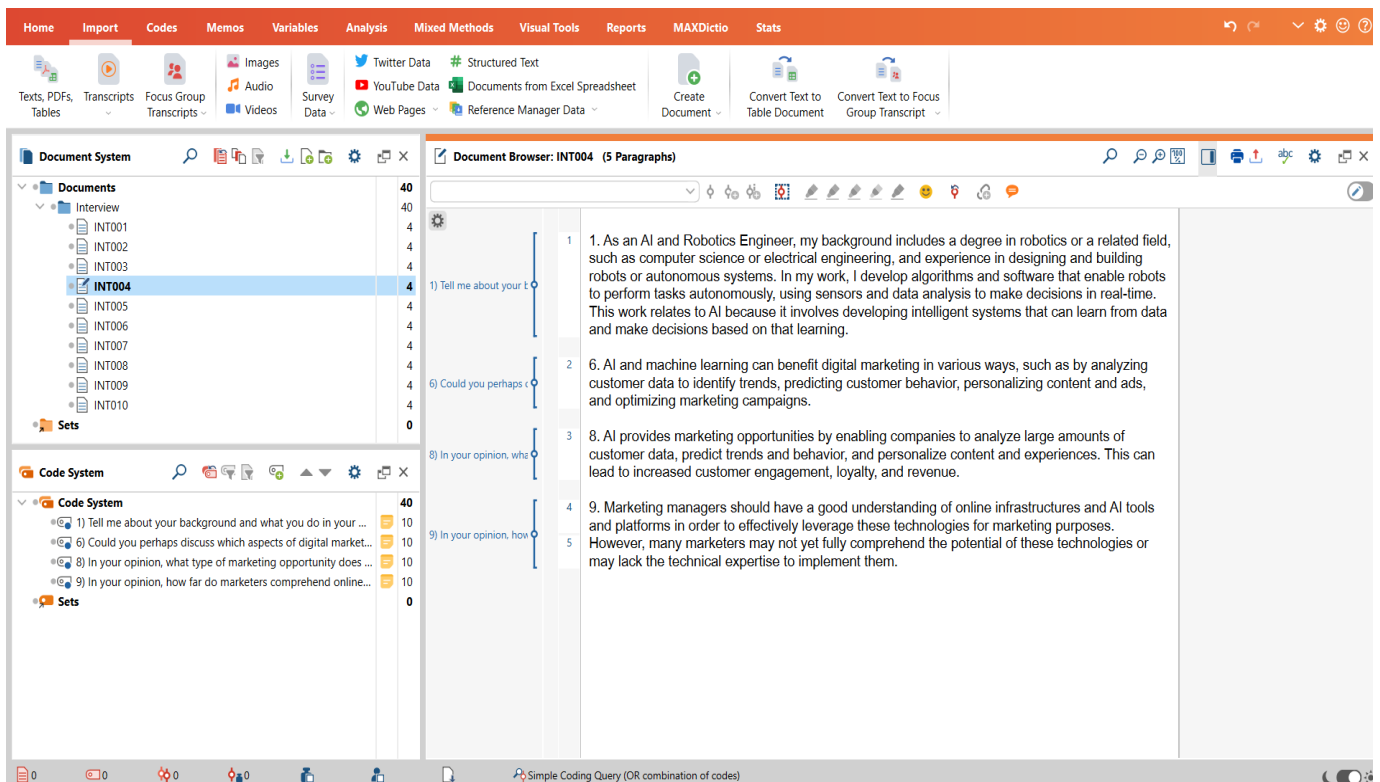 Home Import Codes Memos Variables Analysis Mixed Methods Visual Tools Reports MAXDictio Stats
Texts, PDFs, Tables
Transcripts
Focus Group Transcripts
Images
Audio
Videos
Survey Data
Twitter Data
YouTube Data
Web Pages
# Structured Text
Documents from Excel Spreadsheet
Reference Manager Data
Create Document
Convert Text to Table Document
Convert Text to Focus Group Transcript
Document System
Documents 40
Interview 40
INT001 4
INT002 4
INT003 4
INT004 4
INT005 4
INT006 4
INT007 4
INT008 4
INT009 4
INT010 4
Sets 0
Code System
Code System 40
1) Tell me about your background and what you do in your ... 10
6) Could you perhaps discuss which aspects of digital market... 10
8) In your opinion, what type of marketing opportunity does ... 10
9) In your opinion, how far do marketers comprehend online... 10
Sets 0
Document Browser: INT004 (5 Paragraphs)
100 %
abc
1) Tell me about your b
6) Could you perhaps d
8) In your opinion, wha
9) In your opinion, how
1
1. As an AI and Robotics Engineer, my background includes a degree in robotics or a related field,
such as computer science or electrical engineering, and experience in designing and building
robots or autonomous systems. In my work, I develop algorithms and software that enable robots
to perform tasks autonomously, using sensors and data analysis to make decisions in real-time.
This work relates to AI because it involves developing intelligent systems that can learn from data
and make decisions based on that learning.
2
6. AI and machine learning can benefit digital marketing in various ways, such as by analyzing
customer data to identify trends, predicting customer behavior, personalizing content and ads,
and optimizing marketing campaigns.
3
8. AI provides marketing opportunities by enabling companies to analyze large amounts of
customer data, predict trends and behavior, and personalize content and experiences. This can
lead to increased customer engagement, loyalty, and revenue.
4
9. Marketing managers should have a good understanding of online infrastructures and AI tools
and platforms in order to effectively leverage these technologies for marketing purposes.
5
However, many marketers may not yet fully comprehend the potential of these technologies or
may lack the technical expertise to implement them.
0 0 0 0
Simple Coding Query (OR combination of codes)